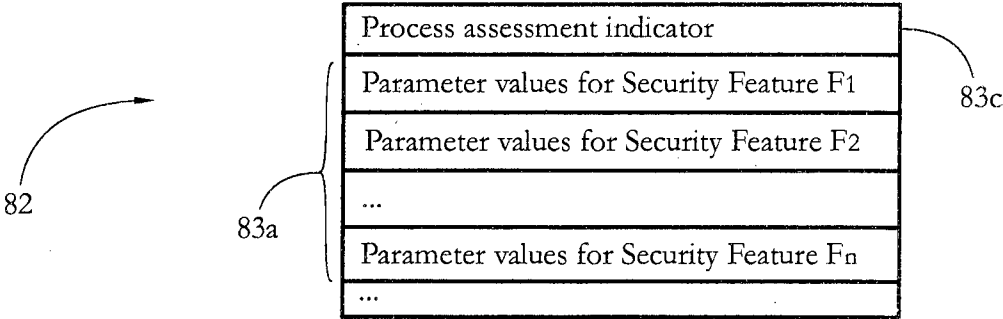 Process assessment indicator
Parameter values for Security Feature F1
83c
Parameter values for Security Feature F2
82
...
83a
Parameter values for Security Feature Fn
...